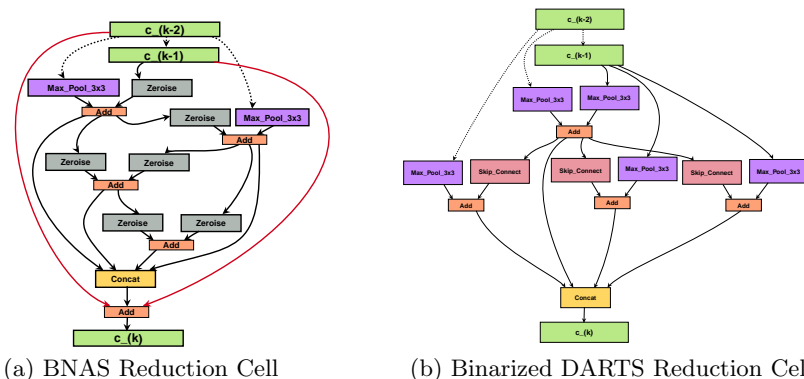 c_(k-2)
c_(k-1)
Max_Pool_3x3
Zeroise
Add
Zeroise
Max_Pool_3x3
Add
Zeroise
Zeroise
Add
Zeroise
Zeroise
Add
Concat
Add
c_(k)
(a) BNAS Reduction Cell
c_(k-2)
c_(k-1)
Max_Pool_3x3
Max_Pool_3x3
Add
Max_Pool_3x3
Skip_Connect
Skip_Connect
Max_Pool_3x3
Skip_Connect
Max_Pool_3x3
Add
Add
Add
Concat
c_(k)
(b) Binarized DARTS Reduction Cel